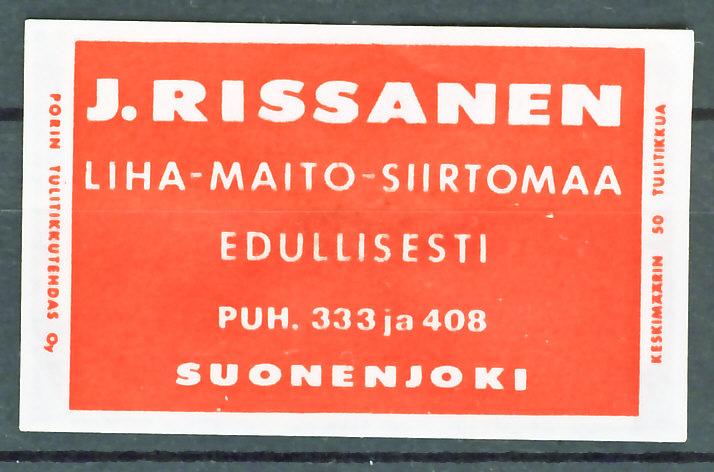 J. RISSANEN
LIHA-MAITO-SIIRTOMAA
EDULLISESTI
PUH. 333 ja 408
SUONENJOKI
PORIN TULITIKKUTEHDAS Oy
KESKIMÄÄRIN 50 TULITIKKUA